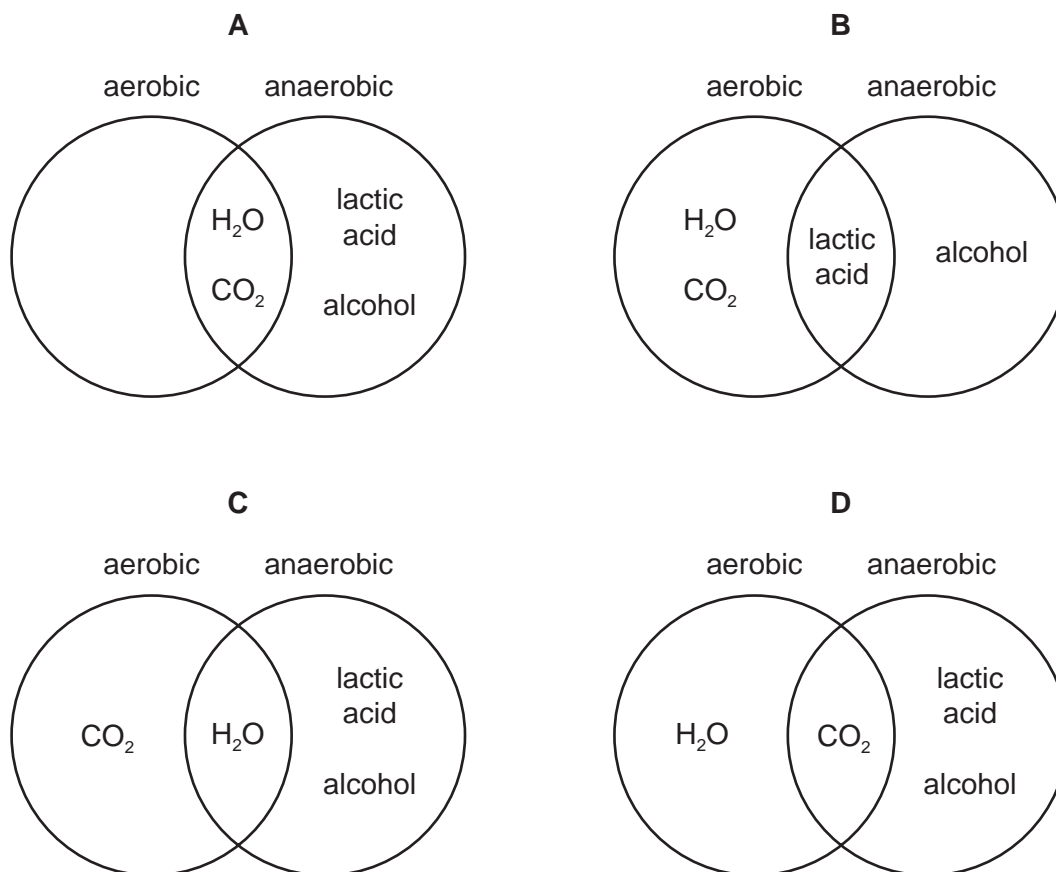 A
aerobic anaerobic
H₂O
CO₂
lactic
acid
alcohol
B
aerobic anaerobic
H₂O
CO₂
lactic
acid
alcohol
C
aerobic anaerobic
CO₂
H₂O
lactic
acid
alcohol
D
aerobic anaerobic
H₂O
CO₂
lactic
acid
alcohol